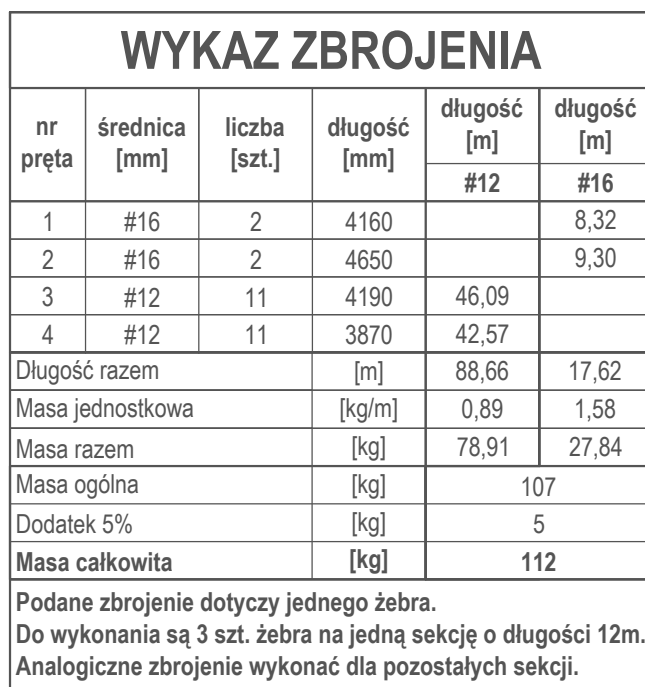 WYKAZ ZBROJENIA
nr pręta średnica [mm] liczba [szt.] długość [mm] długość [m] długość [m]
#12 #16
1 #16 2 4160 8,32
2 #16 2 4650 9,30
3 #12 11 4190 46,09
4 #12 11 3870 42,57
Długość razem [m] 88,66 17,62
Masa jednostkowa [kg/m] 0,89 1,58
Masa razem [kg] 78,91 27,84
Masa ogólna [kg] 107
Dodatek 5% [kg] 5
Masa całkowita [kg] 112
Podane zbrojenie dotyczy jednego żebra.
Do wykonania są 3 szt. żebra na jedną sekcję o długości 12m.
Analogiczne zbrojenie wykonać dla pozostałych sekcji.